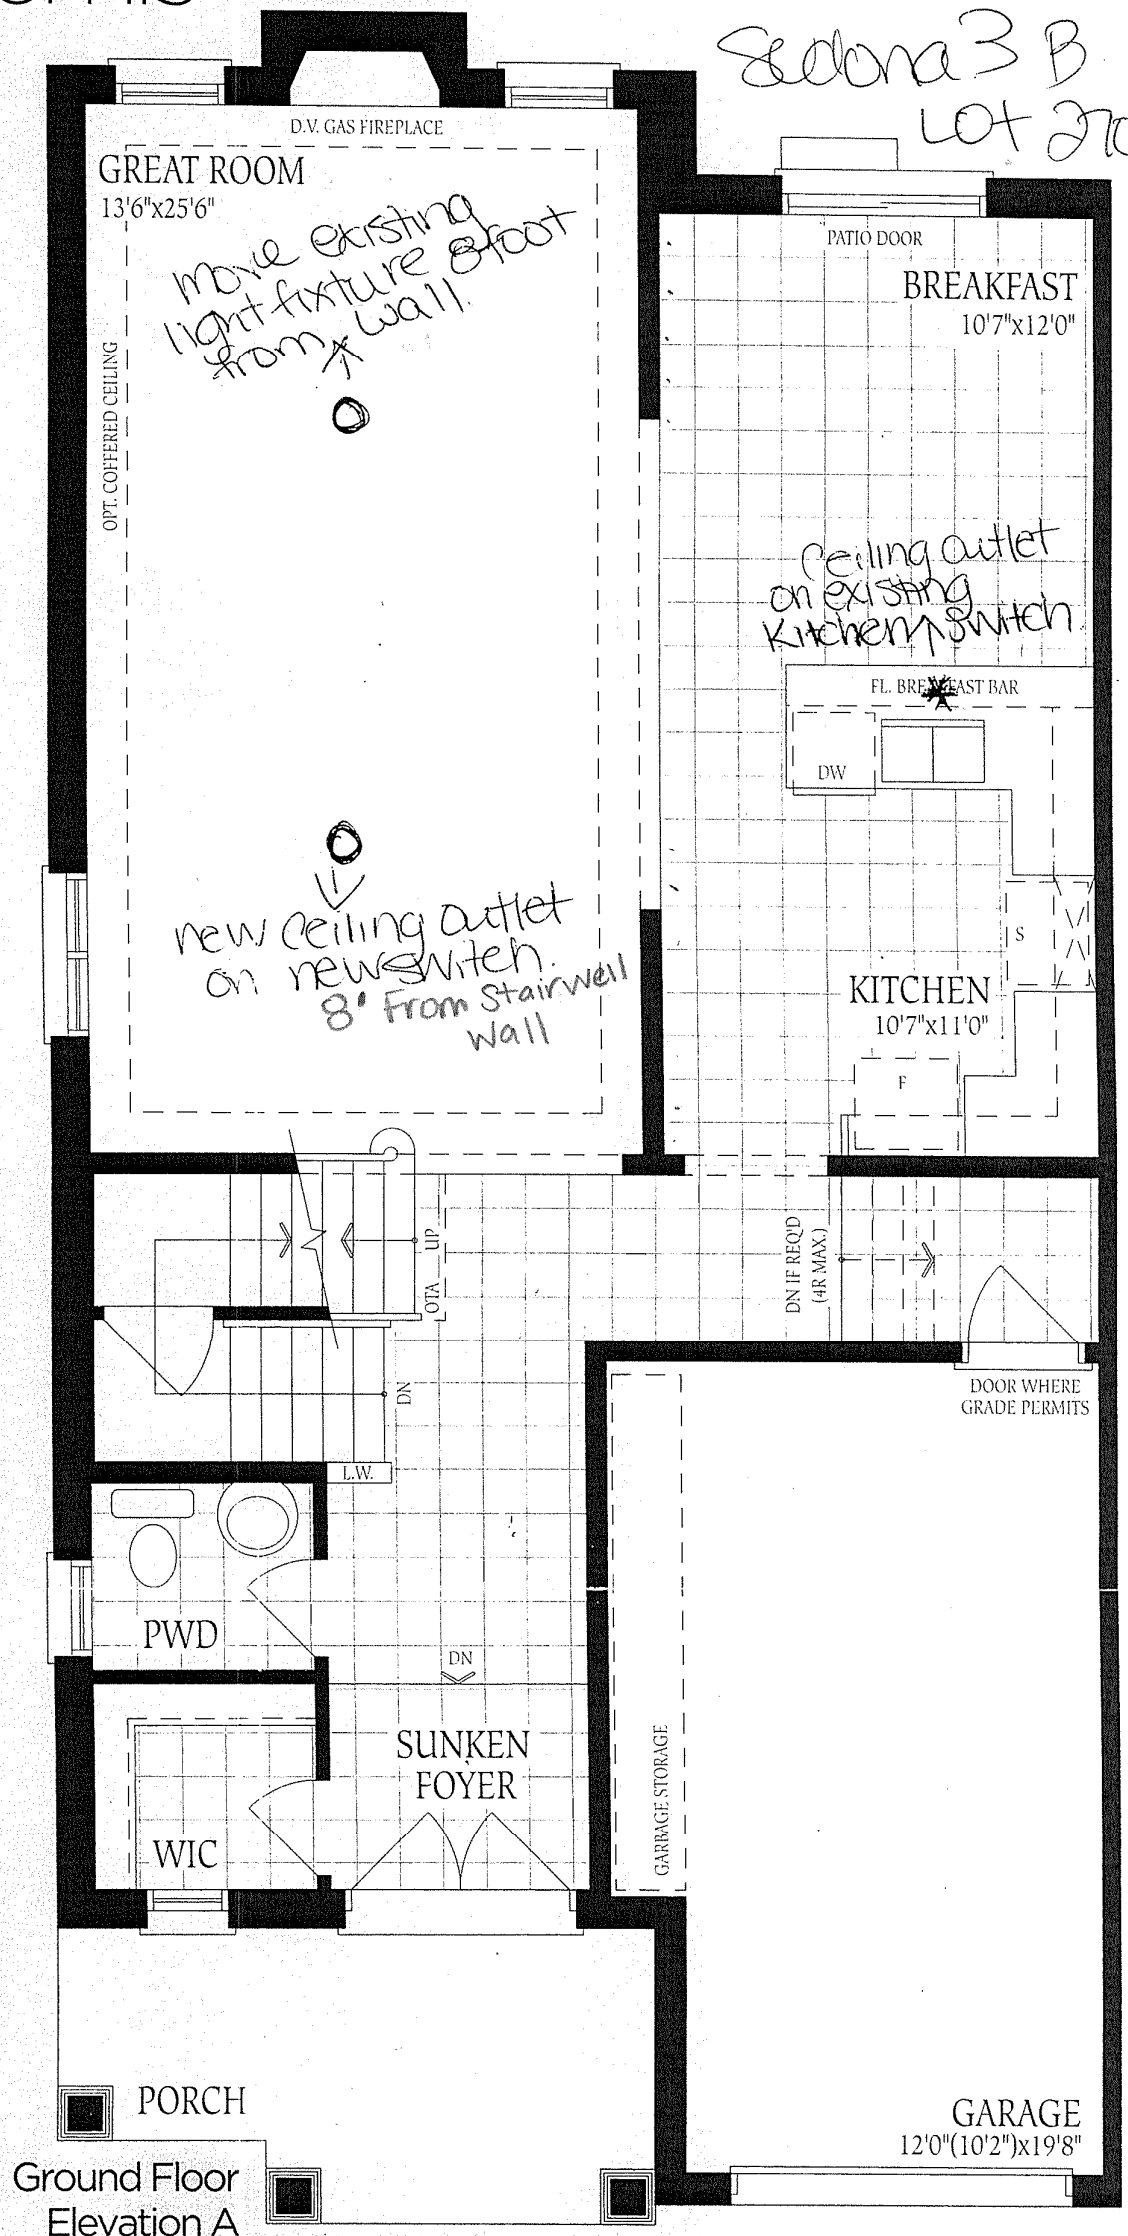 Sedona 3 B
Lot 270
D.V. GAS FIREPLACE
GREAT ROOM
13'6"x25'6"
move existing
light fixture 8 foot
from wall.
OPT. COFFERED CEILING
PATIO DOOR
BREAKFAST
10'7"x12'0"
Ceiling outlet
on existing
Kitchen switch
FL. BREAKFAST BAR
DW
new ceiling outlet
on new switch.
8' From Stairwell
Wall
S
KITCHEN
10'7"x11'0"
F
UP
OTA
DN IF REQ'D
(4R MAX.)
DN
L.W.
DOOR WHERE
GRADE PERMITS
PWD
DN
SUNKEN
FOYER
GARBAGE STORAGE
WIC
PORCH
GARAGE
12'0"(10'2")x19'8"
Ground Floor
Elevation A